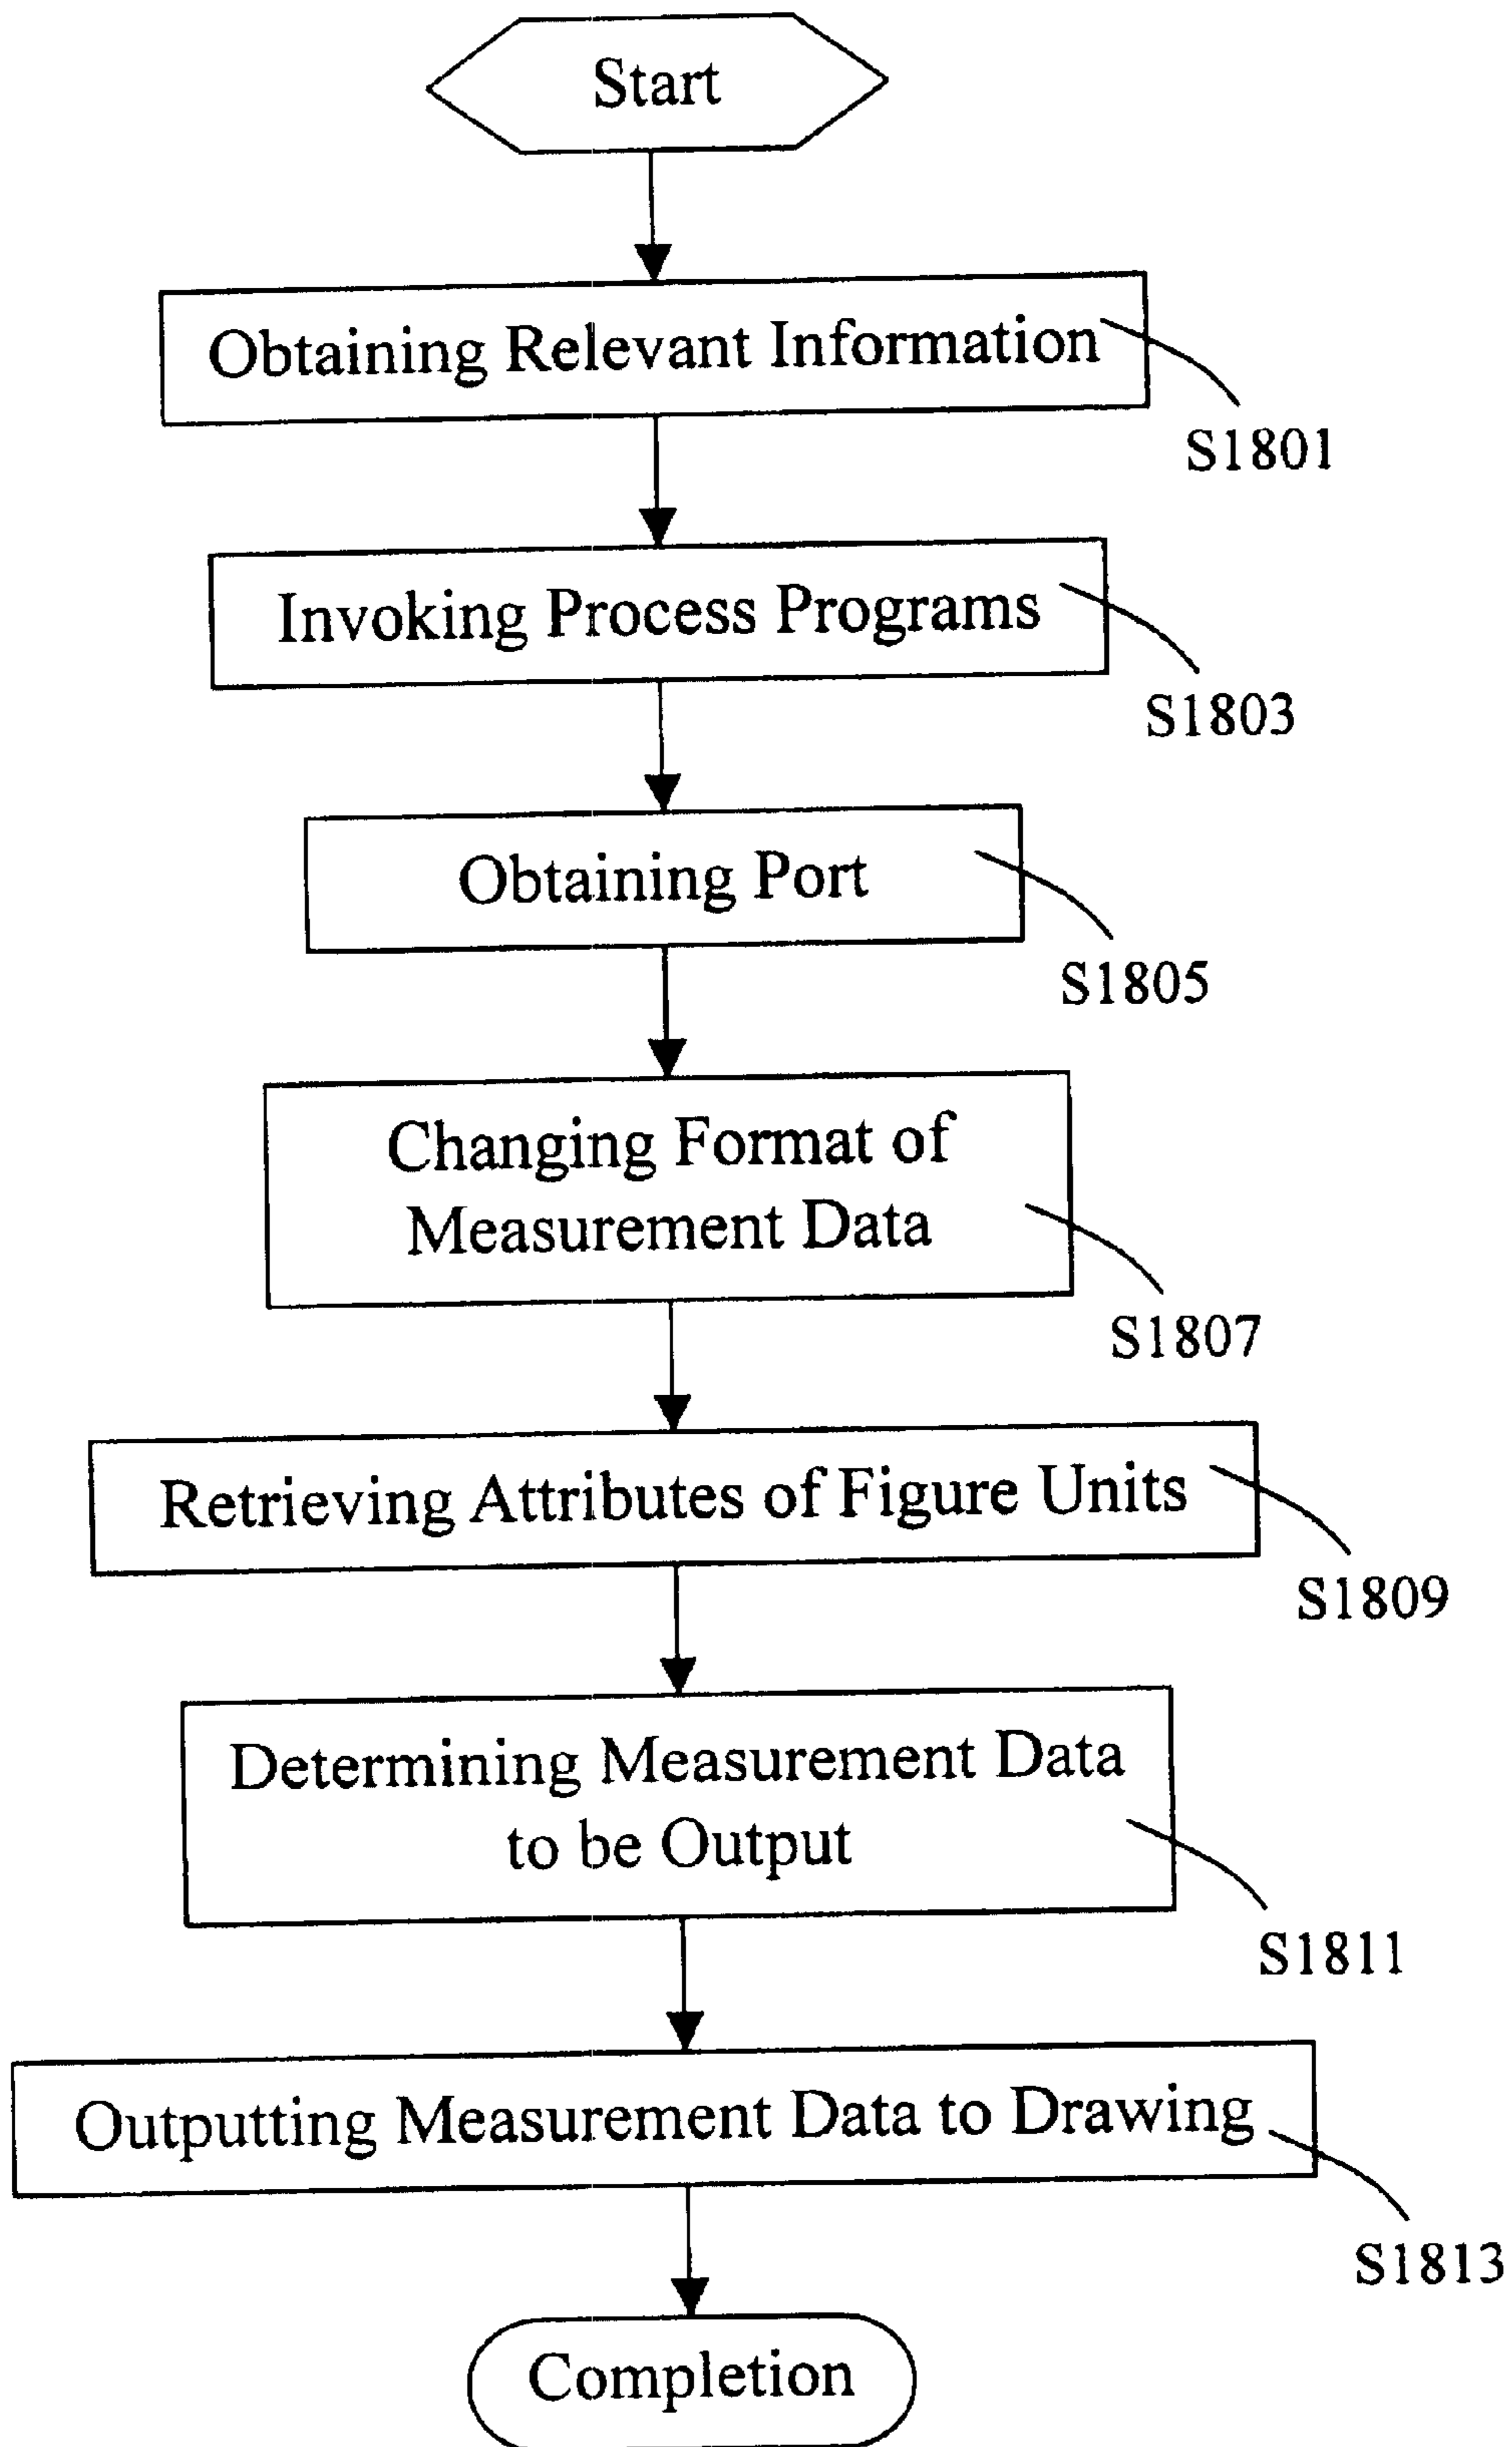 Start
Obtaining Relevant Information
S1801
Invoking Process Programs
S1803
Obtaining Port
S1805
Changing Format of
Measurement Data
S1807
Retrieving Attributes of Figure Units
S1809
Determining Measurement Data
to be Output
S1811
Outputting Measurement Data to Drawing
S1813
Completion